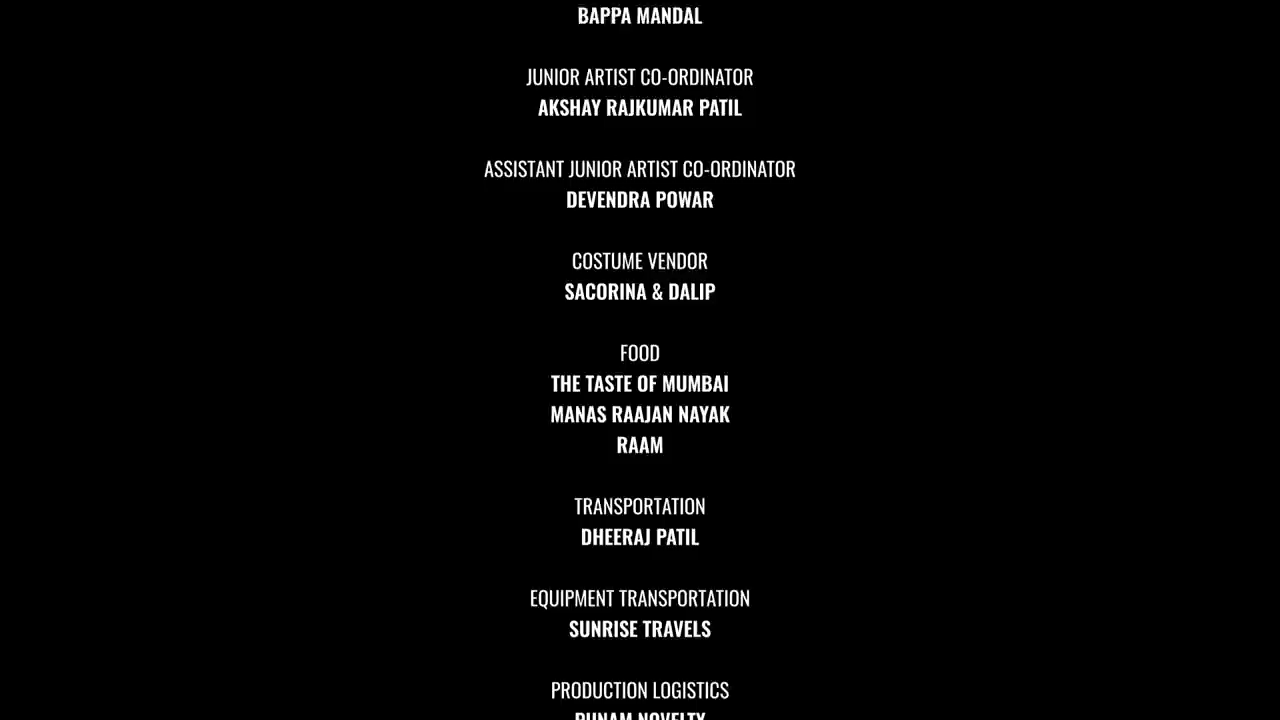 BAPPA MANDAL
JUNIOR ARTIST CO-ORDINATOR
AKSHAY RAJKUMAR PATIL
ASSISTANT JUNIOR ARTIST CO-ORDINATOR
DEVENDRA POWAR
COSTUME VENDOR
SACORINA & DALIP
FOOD
THE TASTE OF MUMBAI
MANAS RAAJAN NAYAK
RAAM
TRANSPORTATION
DHEERAJ PATIL
EQUIPMENT TRANSPORTATION
SUNRISE TRAVELS
PRODUCTION LOGISTICS
NOVELTY